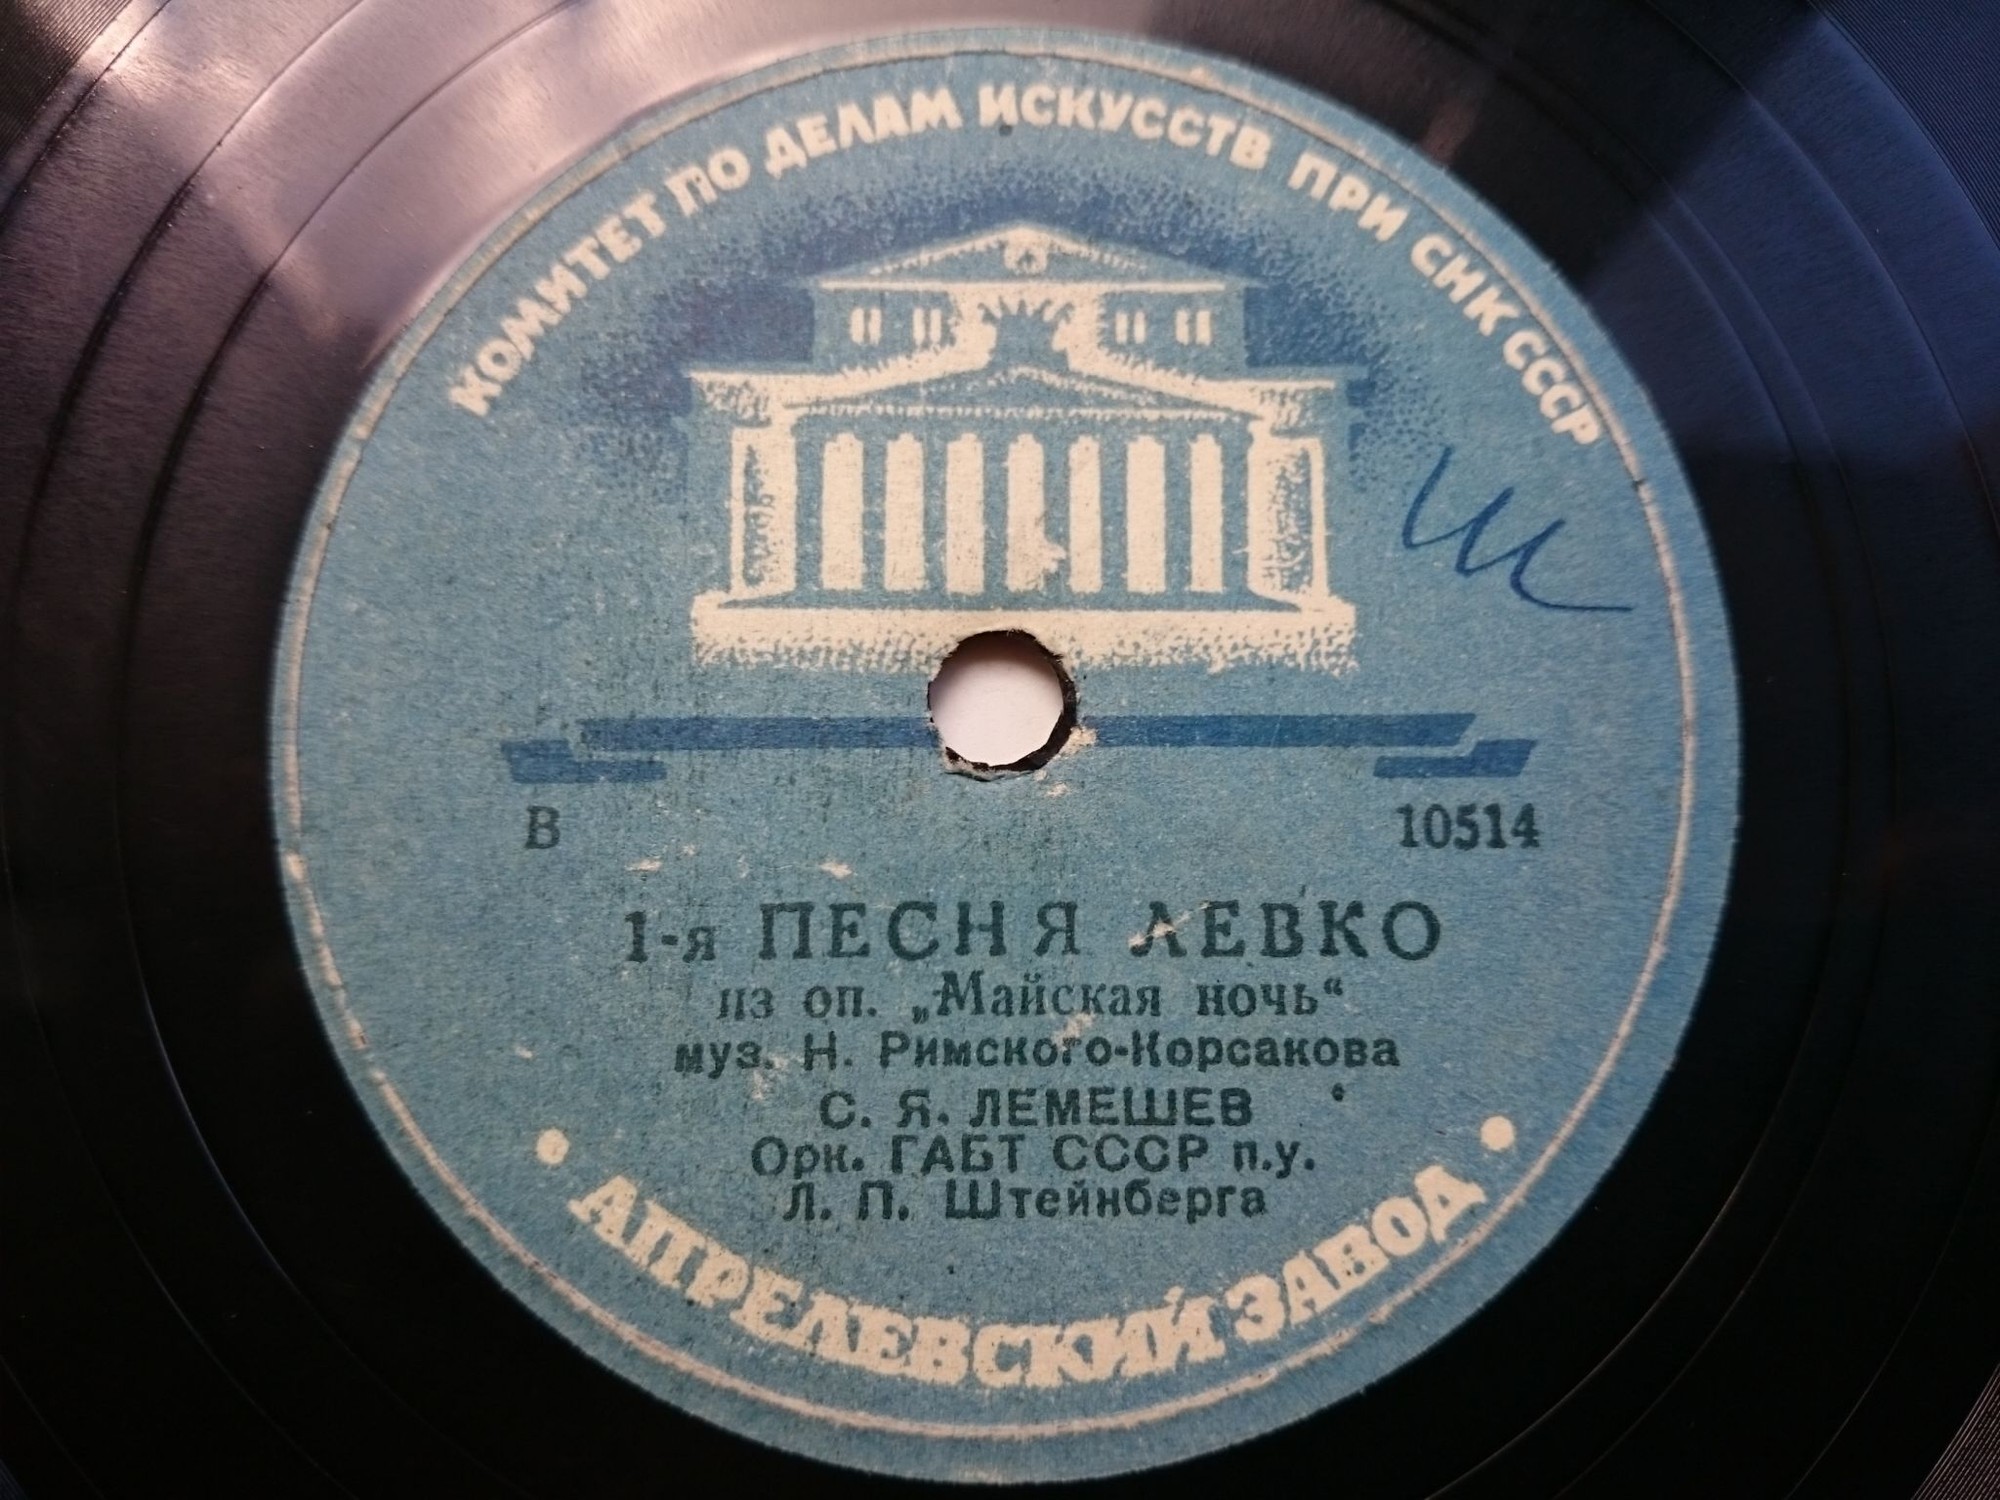 КОМИТЕТ ПО ДЕЛАМ ИСКУССТВ ПРИ СНК СССР
Ш
В 10514
1-я ПЕСНЯ ЛЕВКО
из оп. „Майская ночь“
муз. Н. Римского-Корсакова
С. Я. ЛЕМЕШЕВ
Орк. ГАБТ СССР п.у.
Л. П. Штейнберга
• АПРЕЛЕВСКИЙ ЗАВОД •